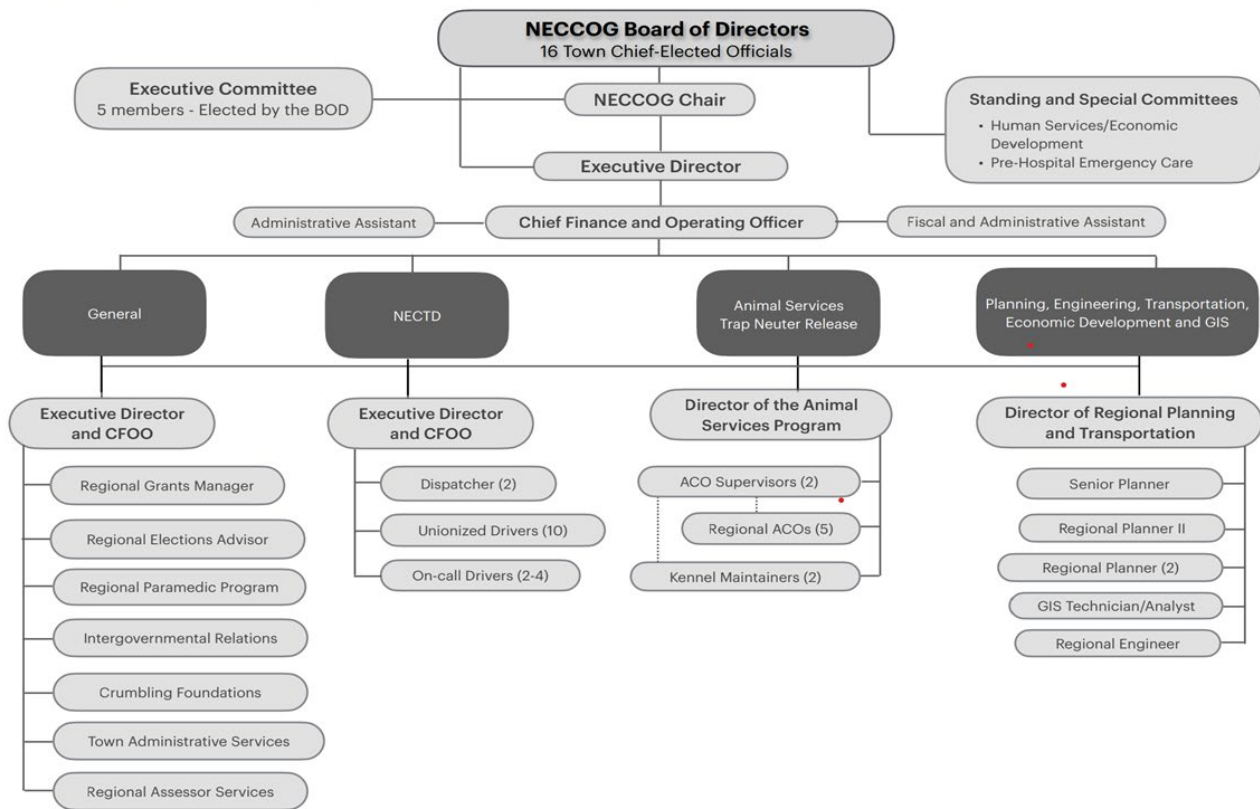 NECCOG Board of Directors
16 Town Chief-Elected Officials
Executive Committee
5 members - Elected by the BOD
NECCOG Chair
Standing and Special Committees
• Human Services/Economic
Development
• Pre-Hospital Emergency Care
Executive Director
Administrative Assistant
Chief Finance and Operating Officer
Fiscal and Administrative Assistant
General
NECTD
Animal Services
Trap Neuter Release
Planning, Engineering, Transportation,
Economic Development and GIS
Executive Director
and CFOO
Regional Grants Manager
Regional Elections Advisor
Regional Paramedic Program
Intergovernmental Relations
Crumbling Foundations
Town Administrative Services
Regional Assessor Services
Executive Director
and CFOO
Dispatcher (2)
Unionized Drivers (10)
On-call Drivers (2-4)
Director of the Animal
Services Program
ACO Supervisors (2)
Regional ACOs (5)
Kennel Maintainers (2)
Director of Regional Planning
and Transportation
Senior Planner
Regional Planner II
Regional Planner (2)
GIS Technician/Analyst
Regional Engineer